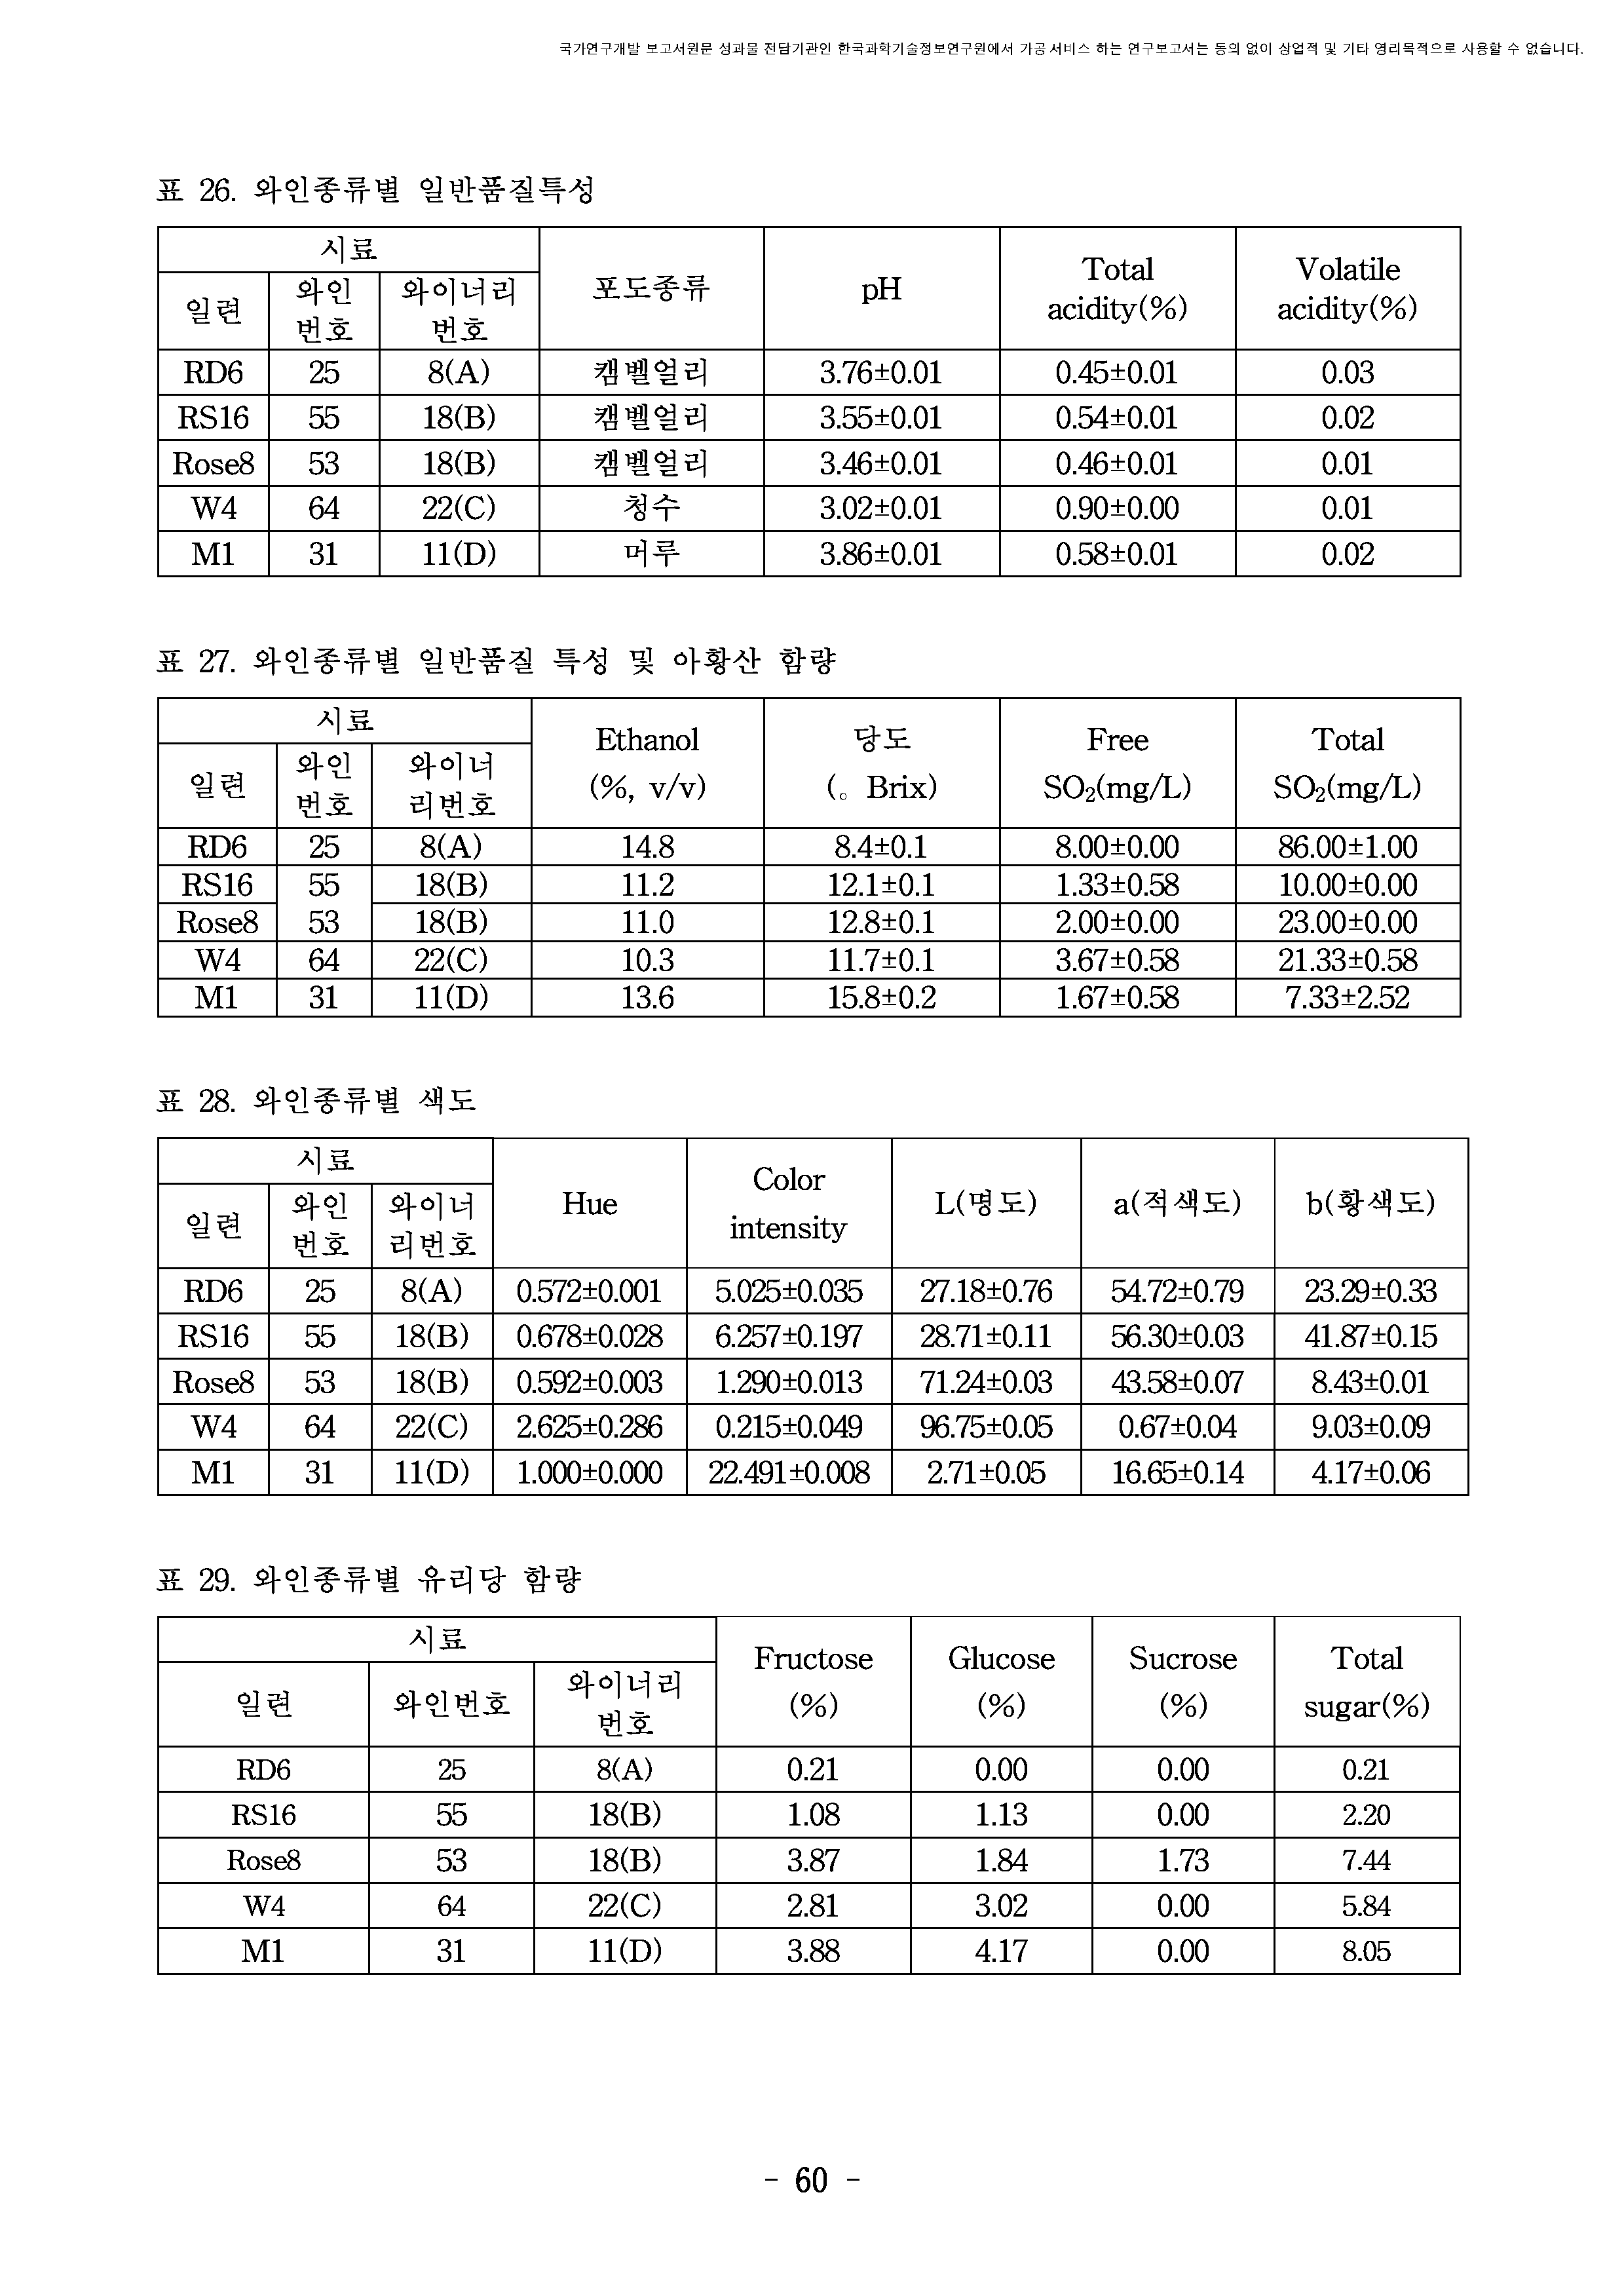 국가연구개발 보고서원문 성과물 전담기관인 한국과학기술정보연구원에서 가공·서비스 하는 연구보고서는 동의 없이 상업적 및 기타 영리목적으로 사용할 수 없습니다.
표 26. 와인종류별 일반품질특성
시료 포도종류 pH Total acidity(%) Volatile acidity(%)
일련 와인번호 와이너리번호
RD6 25 8(A) 캠벨얼리 3.76±0.01 0.45±0.01 0.03
RS16 55 18(B) 캠벨얼리 3.55±0.01 0.54±0.01 0.02
Rose8 53 18(B) 캠벨얼리 3.46±0.01 0.46±0.01 0.01
W4 64 22(C) 청수 3.02±0.01 0.90±0.00 0.01
M1 31 11(D) 머루 3.86±0.01 0.58±0.01 0.02
표 27. 와인종류별 일반품질 특성 및 아황산 함량
시료 Ethanol (%, v/v) 당도 (。Brix) Free SO₂(mg/L) Total SO₂(mg/L)
일련 와인번호 와이너리번호
RD6 25 8(A) 14.8 8.4±0.1 8.00±0.00 86.00±1.00
RS16 55 18(B) 11.2 12.1±0.1 1.33±0.58 10.00±0.00
Rose8 53 18(B) 11.0 12.8±0.1 2.00±0.00 23.00±0.00
W4 64 22(C) 10.3 11.7±0.1 3.67±0.58 21.33±0.58
M1 31 11(D) 13.6 15.8±0.2 1.67±0.58 7.33±2.52
표 28. 와인종류별 색도
시료 Hue Color intensity L(명도) a(적색도) b(황색도)
일련 와인번호 와이너리번호
RD6 25 8(A) 0.572±0.001 5.025±0.035 27.18±0.76 54.72±0.79 23.29±0.33
RS16 55 18(B) 0.678±0.028 6.257±0.197 28.71±0.11 56.30±0.03 41.87±0.15
Rose8 53 18(B) 0.592±0.003 1.290±0.013 71.24±0.03 43.58±0.07 8.43±0.01
W4 64 22(C) 2.625±0.286 0.215±0.049 96.75±0.05 0.67±0.04 9.03±0.09
M1 31 11(D) 1.000±0.000 22.491±0.008 2.71±0.05 16.65±0.14 4.17±0.06
표 29. 와인종류별 유리당 함량
시료 Fructose (%) Glucose (%) Sucrose (%) Total sugar(%)
일련 와인번호 와이너리번호
RD6 25 8(A) 0.21 0.00 0.00 0.21
RS16 55 18(B) 1.08 1.13 0.00 2.20
Rose8 53 18(B) 3.87 1.84 1.73 7.44
W4 64 22(C) 2.81 3.02 0.00 5.84
M1 31 11(D) 3.88 4.17 0.00 8.05
- 60 -